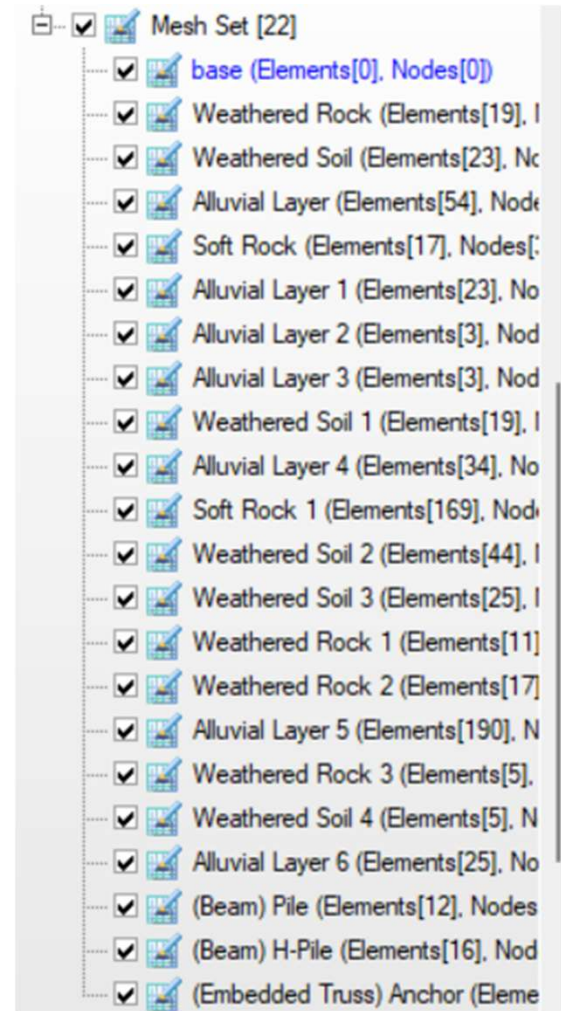 Mesh Set [22]
base (Elements[0], Nodes[0])
Weathered Rock (Elements[19],
Weathered Soil (Elements[23], No
Alluvial Layer (Elements[54], Node
Soft Rock (Elements[17], Nodes[
Alluvial Layer 1 (Elements[23], No
Alluvial Layer 2 (Elements[3], Nod
Alluvial Layer 3 (Elements[3], Nod
Weathered Soil 1 (Elements[19],
Alluvial Layer 4 (Elements[34], No
Soft Rock 1 (Elements[169], Node
Weathered Soil 2 (Elements[44],
Weathered Soil 3 (Elements[25],
Weathered Rock 1 (Elements[11]
Weathered Rock 2 (Elements[17]
Alluvial Layer 5 (Elements[190], N
Weathered Rock 3 (Elements[5],
Weathered Soil 4 (Elements[5], N
Alluvial Layer 6 (Elements[25], No
(Beam) Pile (Elements[12], Nodes
(Beam) H-Pile (Elements[16], Nod
(Embedded Truss) Anchor (Eleme